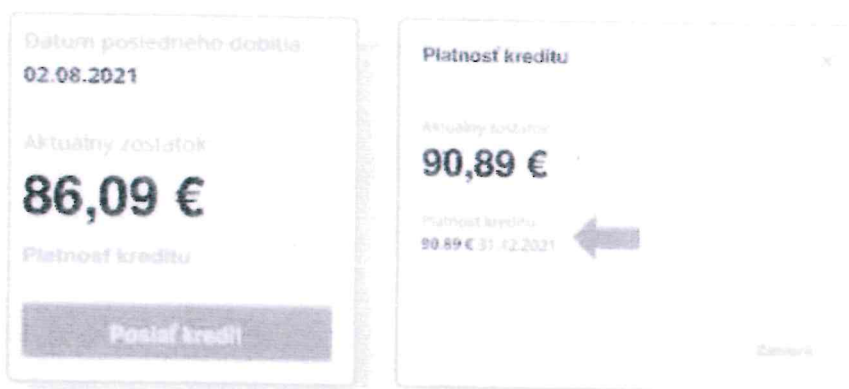 Dátum posledného dobitia
02.08.2021
Aktuálny zostatok
86,09 €
Platnosť kreditu
Poslať kredit
Platnosť kreditu
Aktuálny zostatok
90,89 €
Platnosť kreditu
90.89 € 31.12.2021